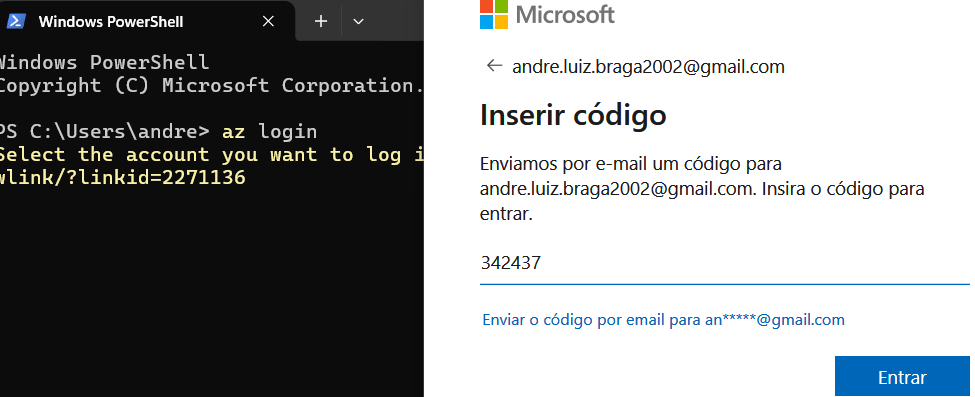 Windows PowerShell
Windows PowerShell
Copyright (C) Microsoft Corporation.
PS C:\Users\andre> az login
Select the account you want to log i
wlink/?linkid=2271136
Microsoft
← andre.luiz.braga2002@gmail.com
Inserir código
Enviamos por e-mail um código para
andre.luiz.braga2002@gmail.com. Insira o código para
entrar.
342437
Enviar o código por email para an*****@gmail.com
Entrar